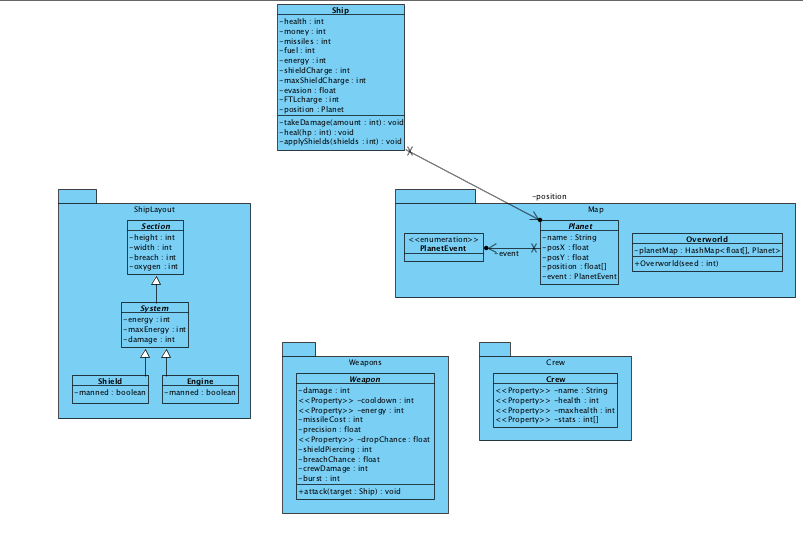 Ship
-health : int
-money : int
-missiles : int
-fuel : int
-energy : int
-shieldCharge : int
-maxShieldCharge : int
-evasion : float
-FTLcharge : int
-position : Planet
-takeDamage(amount : int) : void
-heal(hp : int) : void
-applyShields(shields : int) : void
-position
ShipLayout
Section
-height : int
-width : int
-breach : int
-oxygen : int
System
-energy : int
-maxEnergy : int
-damage : int
Shield
-manned : boolean
Engine
-manned : boolean
Map
<<enumeration>>
PlanetEvent
-event
Planet
-name : String
-posX : float
-posY : float
-position : float[]
-event : PlanetEvent
Overworld
-planetMap : HashMap<float[], Planet>
+Overworld(seed : int)
Weapons
Weapon
-damage : int
<<Property>> -cooldown : int
<<Property>> -energy : int
-missileCost : int
-precision : float
<<Property>> -dropChance : float
-shieldPiercing : int
-breachChance : float
-crewDamage : int
-burst : int
+attack(target : Ship) : void
Crew
Crew
<<Property>> -name : String
<<Property>> -health : int
<<Property>> -maxhealth : int
<<Property>> -stats : int[]